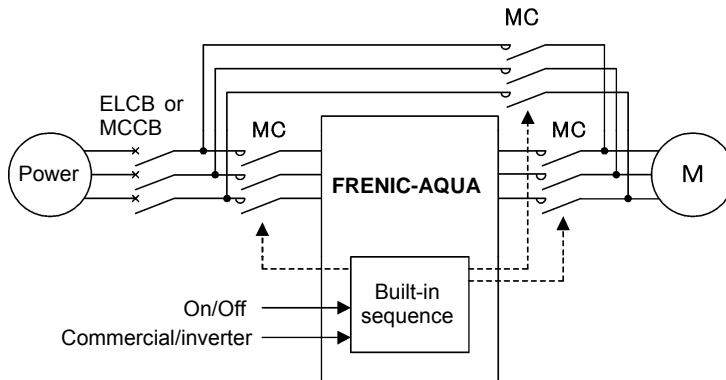 MC
ELCB or
MCCB
MC
MC
Power
FRENIC-AQUA
M
Built-in
sequence
On/Off
Commercial/inverter